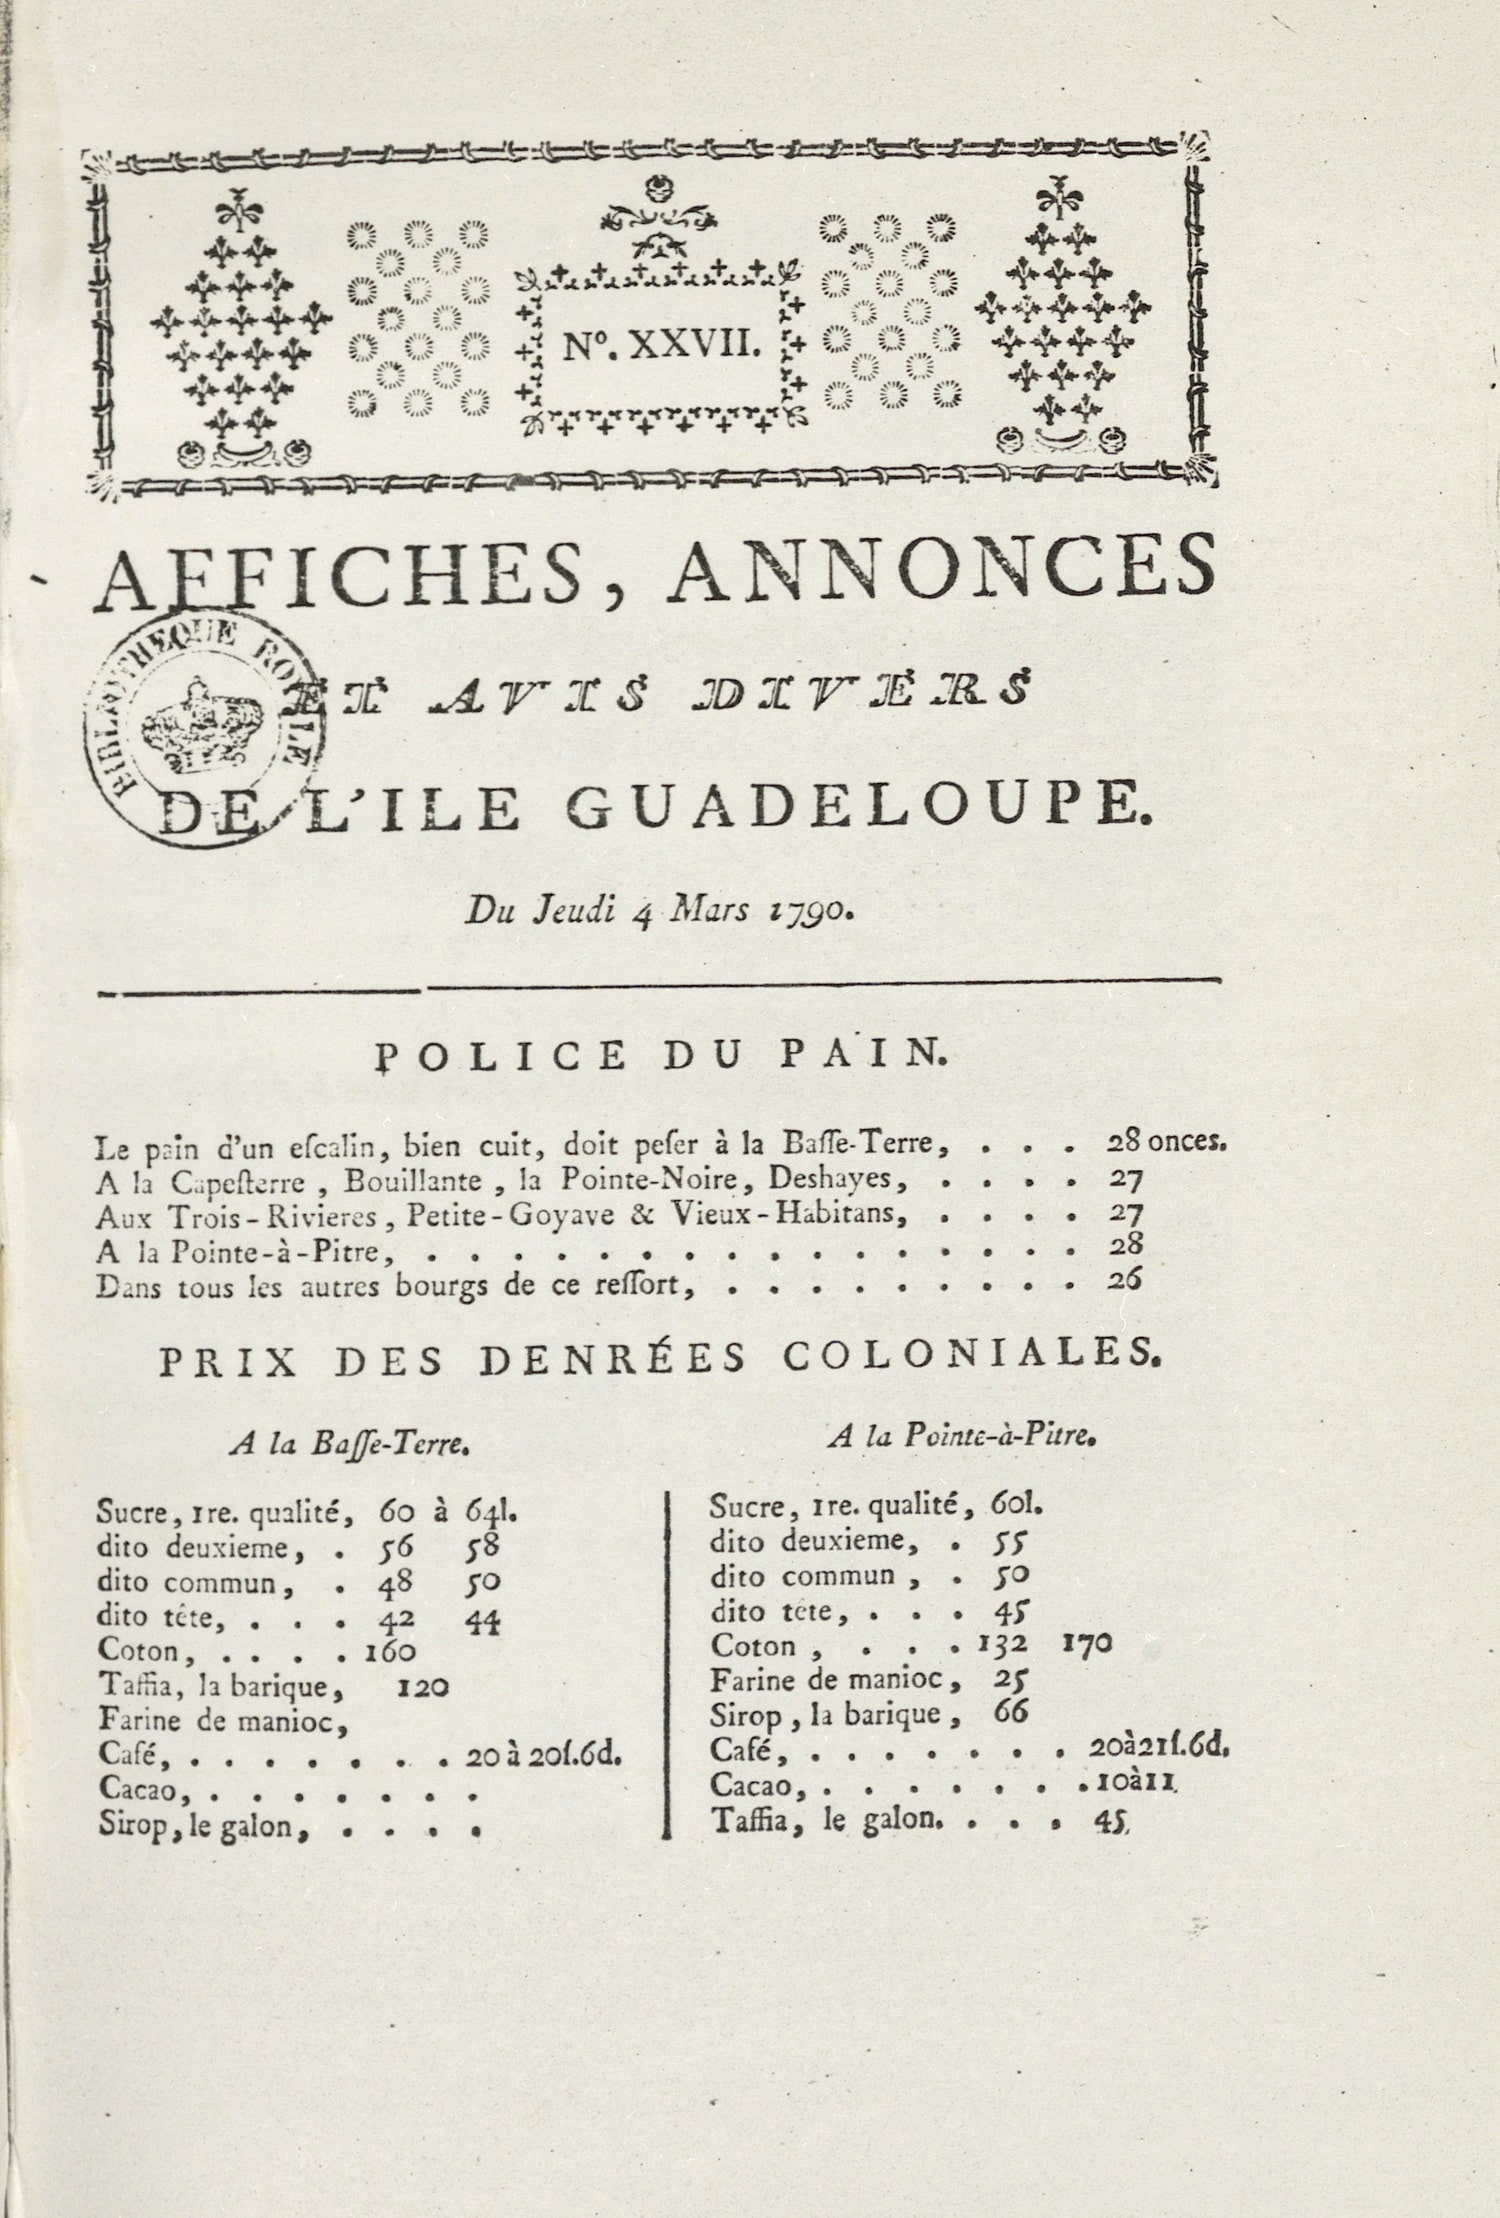 N°. XXVII.
AFFICHES, ANNONCES
BIBLIOTHEQUE ROYALE
ET AVIS DIVERS
DE L'ILE GUADELOUPE.
Du Jeudi 4 Mars 1790.
POLICE DU PAIN.
Le pain d'un eſcalin, bien cuit, doit peſer à la Baſſe-Terre, . . . 28 onces.
A la Capeſterre, Bouillante, la Pointe-Noire, Deshayes, . . . . 27
Aux Trois-Rivieres, Petite-Goyave & Vieux-Habitans, . . . . 27
A la Pointe-à-Pitre, . . . . . . . . . . . . . . . . 28
Dans tous les autres bourgs de ce reſſort, . . . . . . . . . 26
PRIX DES DENRÉES COLONIALES.
A la Baſſe-Terre.
Sucre, 1re. qualité, 60 à 64l.
dito deuxieme, . 56 58
dito commun, . 48 50
dito tête, . . . 42 44
Coton, . . . . 160
Taffia, la barique, 120
Farine de manioc,
Café, . . . . . . . 20 à 20ſ.6d.
Cacao, . . . . . . .
Sirop, le galon, . . . .
A la Pointe-à-Pitre.
Sucre, 1re. qualité, 60l.
dito deuxieme, . 55
dito commun, . 50
dito tête, . . . 45
Coton, . . . 132 170
Farine de manioc, 25
Sirop, la barique, 66
Café, . . . . . . . 20à21ſ.6d.
Cacao, . . . . . . . 10à11.
Taffia, le galon. . . . 45.